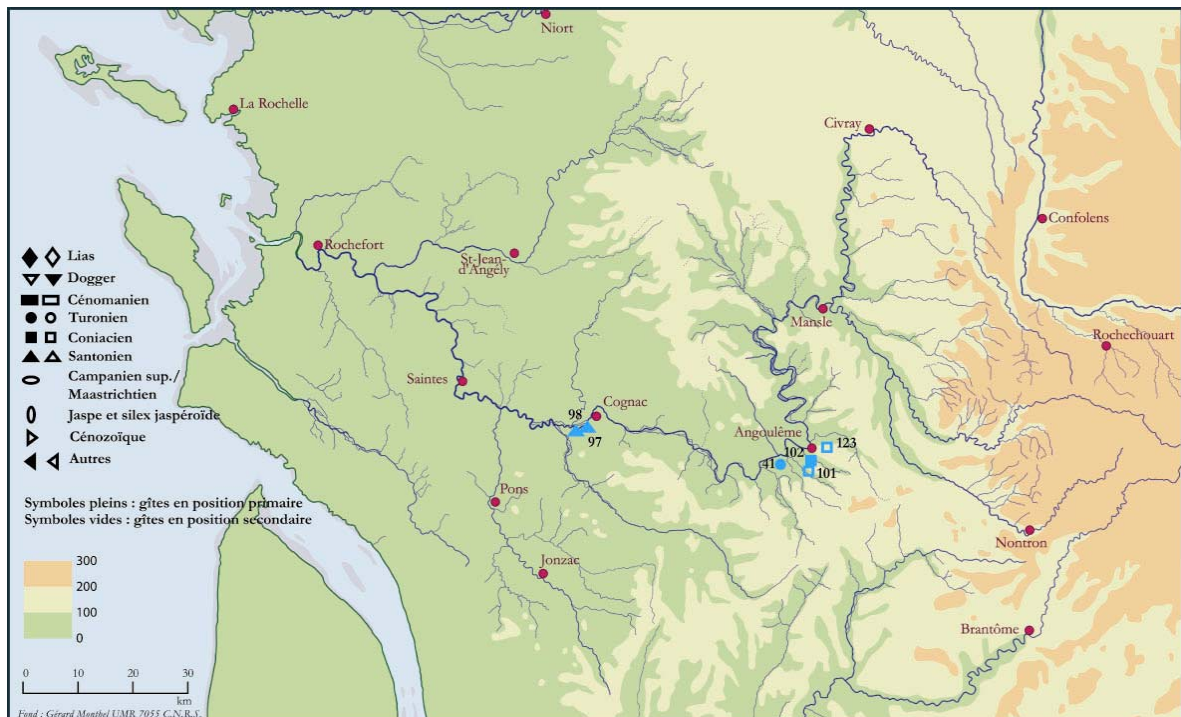 Niort
La Rochelle
Civray
Confolens
Rochefort
St-Jean-
d'Angély
Mansle
Rochechouart
Saintes
Cognac
98
97
Angoulême
123
102
41
101
Pons
Jonzac
Nontron
Brantôme
Lias
Dogger
Cénomanien
Turonien
Coniacien
Santonien
Campanien sup./
Maastrichtien
Jaspe et silex jaspéroïde
Cénozoïque
Autres
Symboles pleins : gîtes en position primaire
Symboles vides : gîtes en position secondaire
300
200
100
0
0 10 20 30
km
Fond : Gérard Monthel UMR 7055 C.N.R.S.